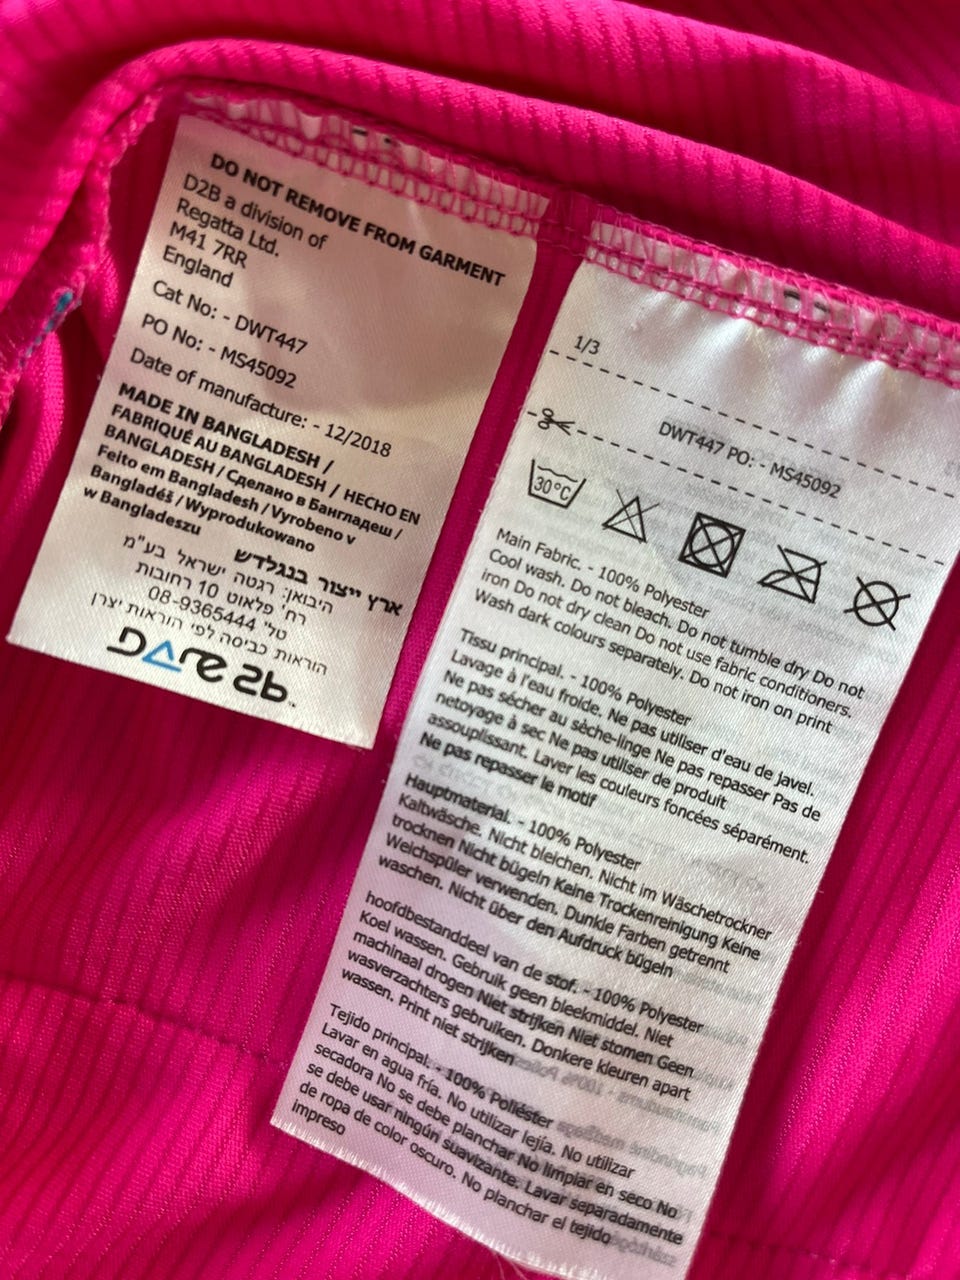 DO NOT REMOVE FROM GARMENT
D2B a division of
Regatta Ltd.
M41 7RR
England
Cat No: - DWT447
PO No: - MS45092
Date of manufacture: - 12/2018
MADE IN BANGLADESH /
FABRIQUÉ AU BANGLADESH / HECHO EN
BANGLADESH / Сделано в Бангладеш /
Feito em Bangladesh / Vyrobeno v
Bangladéš / Wyprodukowano
w Bangladeszu
ארץ ייצור בנגלדש
היבואן: רגטה ישראל בע"מ
רח' פלאוט 10 רחובות
טל' 08-9365444
הוראות כביסה לפי הוראות יצרן
DARE 2b™
1/3
DWT447 PO: - MS45092
30°C
Main Fabric. - 100% Polyester
Cool wash. Do not bleach. Do not tumble dry Do not
iron Do not dry clean Do not use fabric conditioners.
Wash dark colours separately. Do not iron on print
Tissu principal. - 100% Polyester
Lavage à l'eau froide. Ne pas utiliser d'eau de javel.
Ne pas sécher au sèche-linge Ne pas repasser Pas de
netoyage à sec Ne pas utiliser de produit
assouplissant. Laver les couleurs foncées séparément.
Ne pas repasser le motif
Hauptmaterial. - 100% Polyester
Kaltwäsche. Nicht bleichen. Nicht im Wäschetrockner
trocknen Nicht bügeln Keine Trockenreinigung Keine
Weichspüler verwenden. Dunkle Farben getrennt
waschen. Nicht über den Aufdruck bügeln
hoofdbestanddeel van de stof. - 100% Polyester
Koel wassen. Gebruik geen bleekmiddel. Niet
machinaal drogen Niet strijken Niet stomen Geen
wasverzachters gebruiken. Donkere kleuren apart
wassen. Print niet strijken
Tejido principal. - 100% Poliéster
Lavar en agua fría. No utilizar lejía. No utilizar
secadora No se debe planchar No limpiar en seco No
se debe usar ningún suavizante. Lavar separadamente
de ropa de color oscuro. No planchar el tejido
impreso